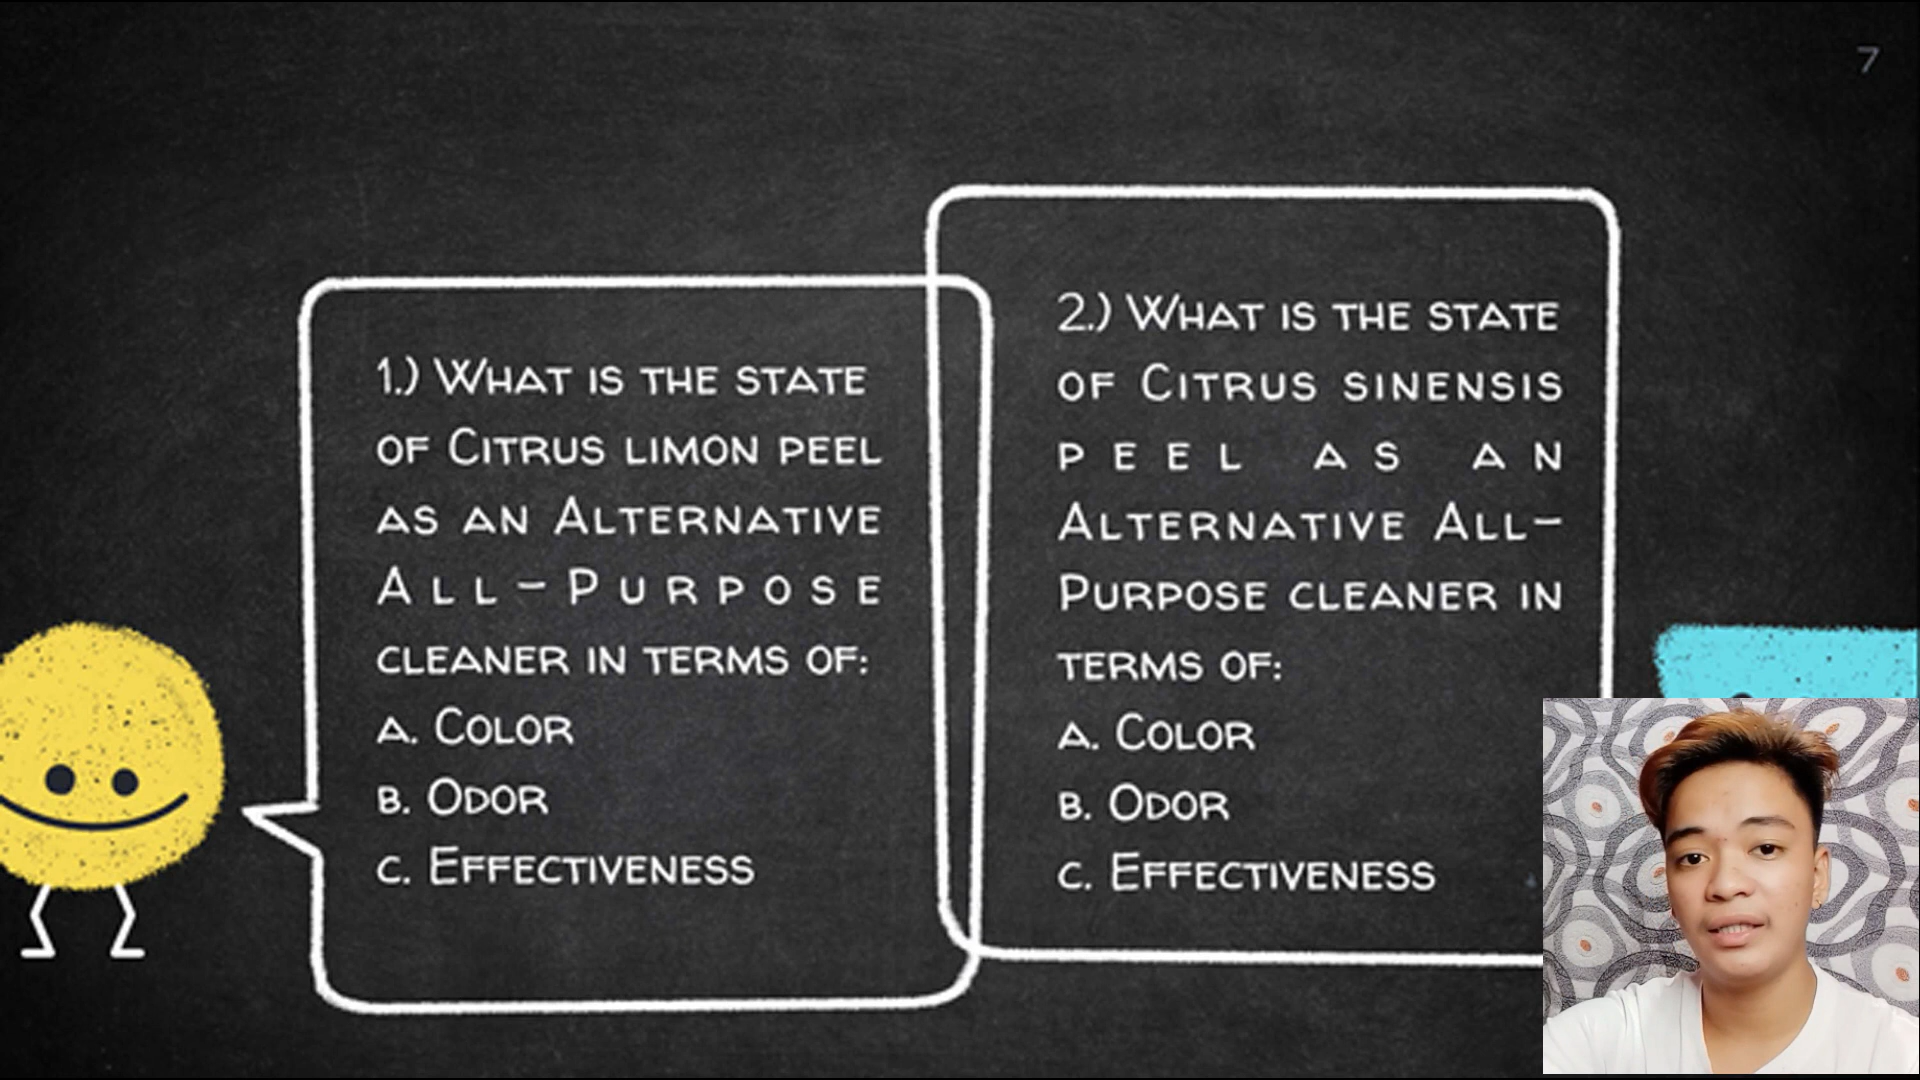 7
1.) What is the state
of Citrus limon peel
as an Alternative
All-Purpose
cleaner in terms of:
a. Color
b. Odor
c. Effectiveness
2.) What is the state
of Citrus sinensis
peel as an
Alternative All-
Purpose cleaner in
terms of:
a. Color
b. Odor
c. Effectiveness